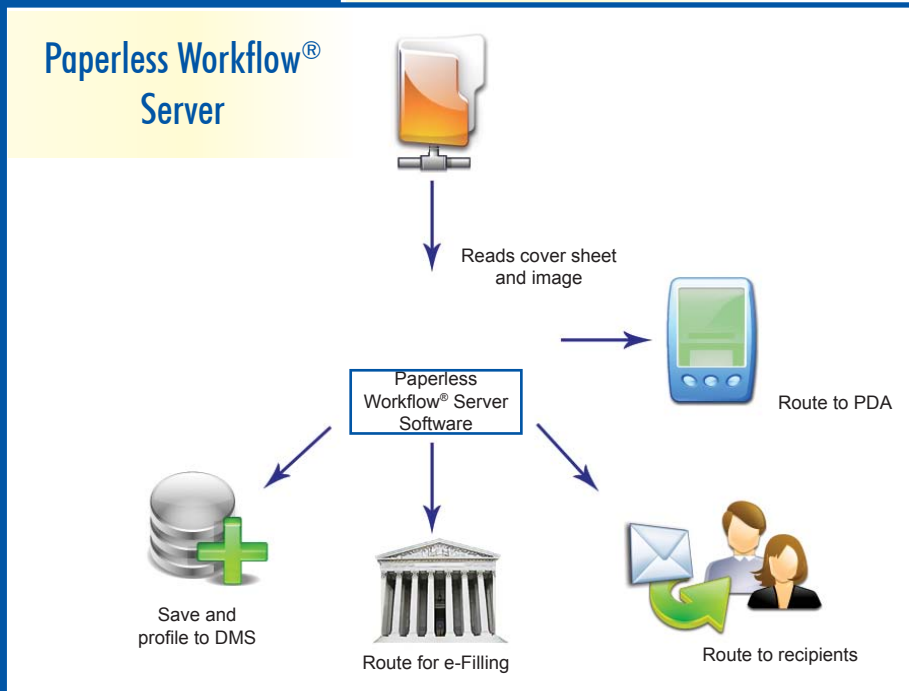 Paperless Workflow®
Server
Reads cover sheet
and image
Route to PDA
Paperless
Workflow® Server
Software
Save and
profile to DMS
Route for e-Filling
Route to recipients